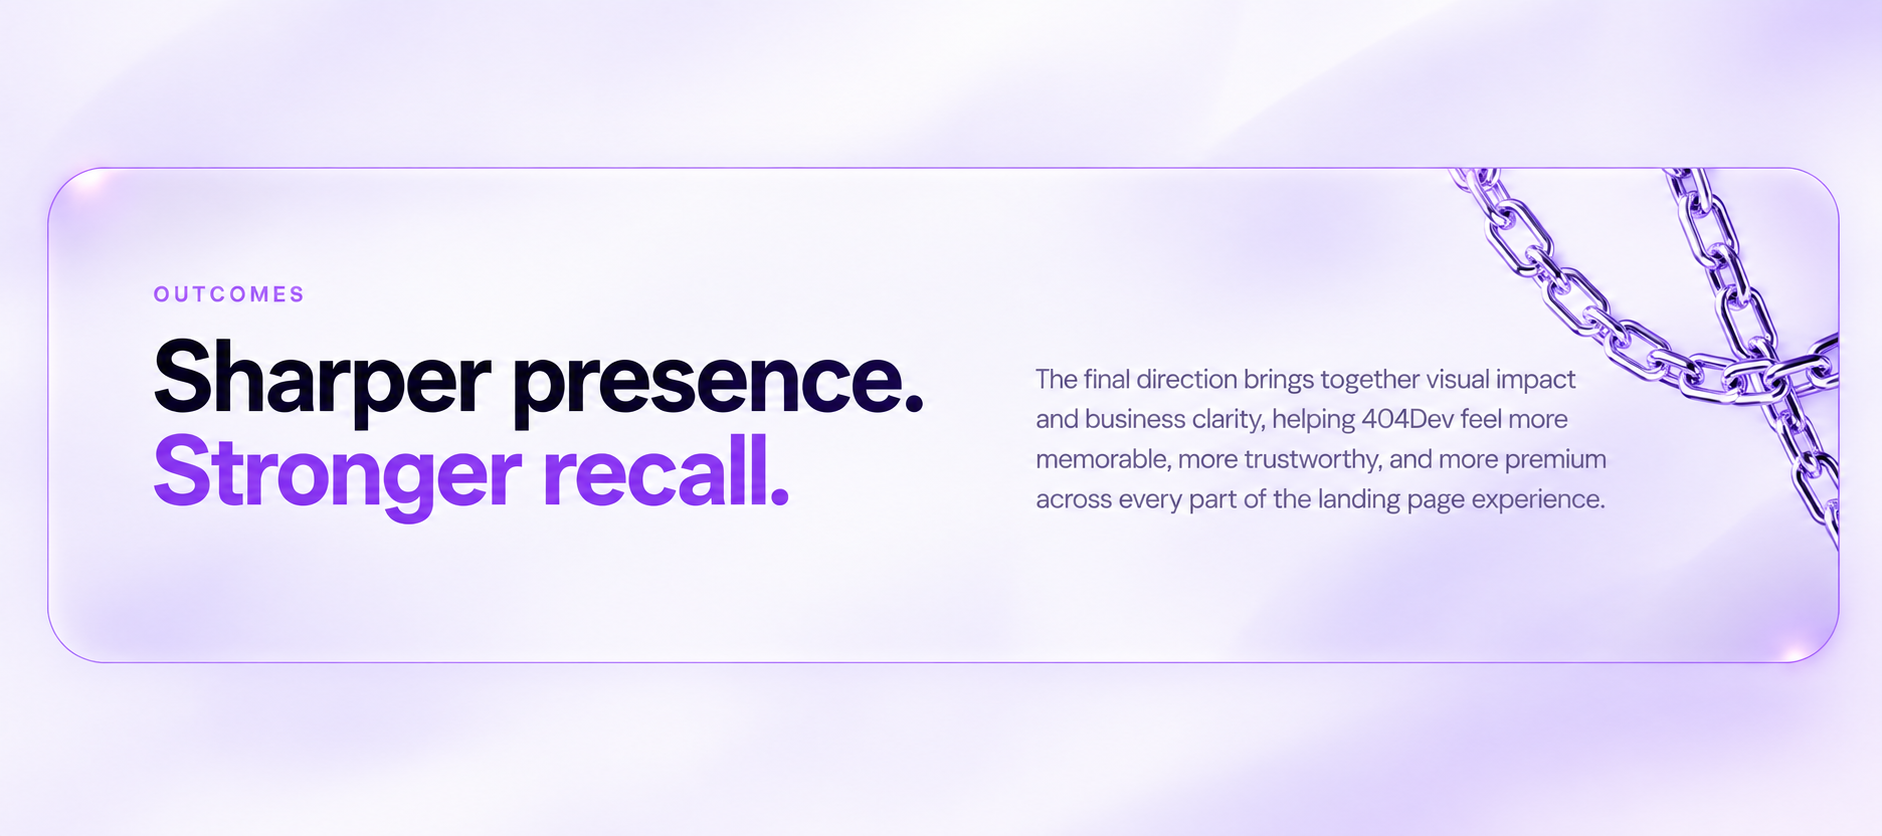 OUTCOMES
Sharper presence.
Stronger recall.
The final direction brings together visual impact
and business clarity, helping 404Dev feel more
memorable, more trustworthy, and more premium
across every part of the landing page experience.